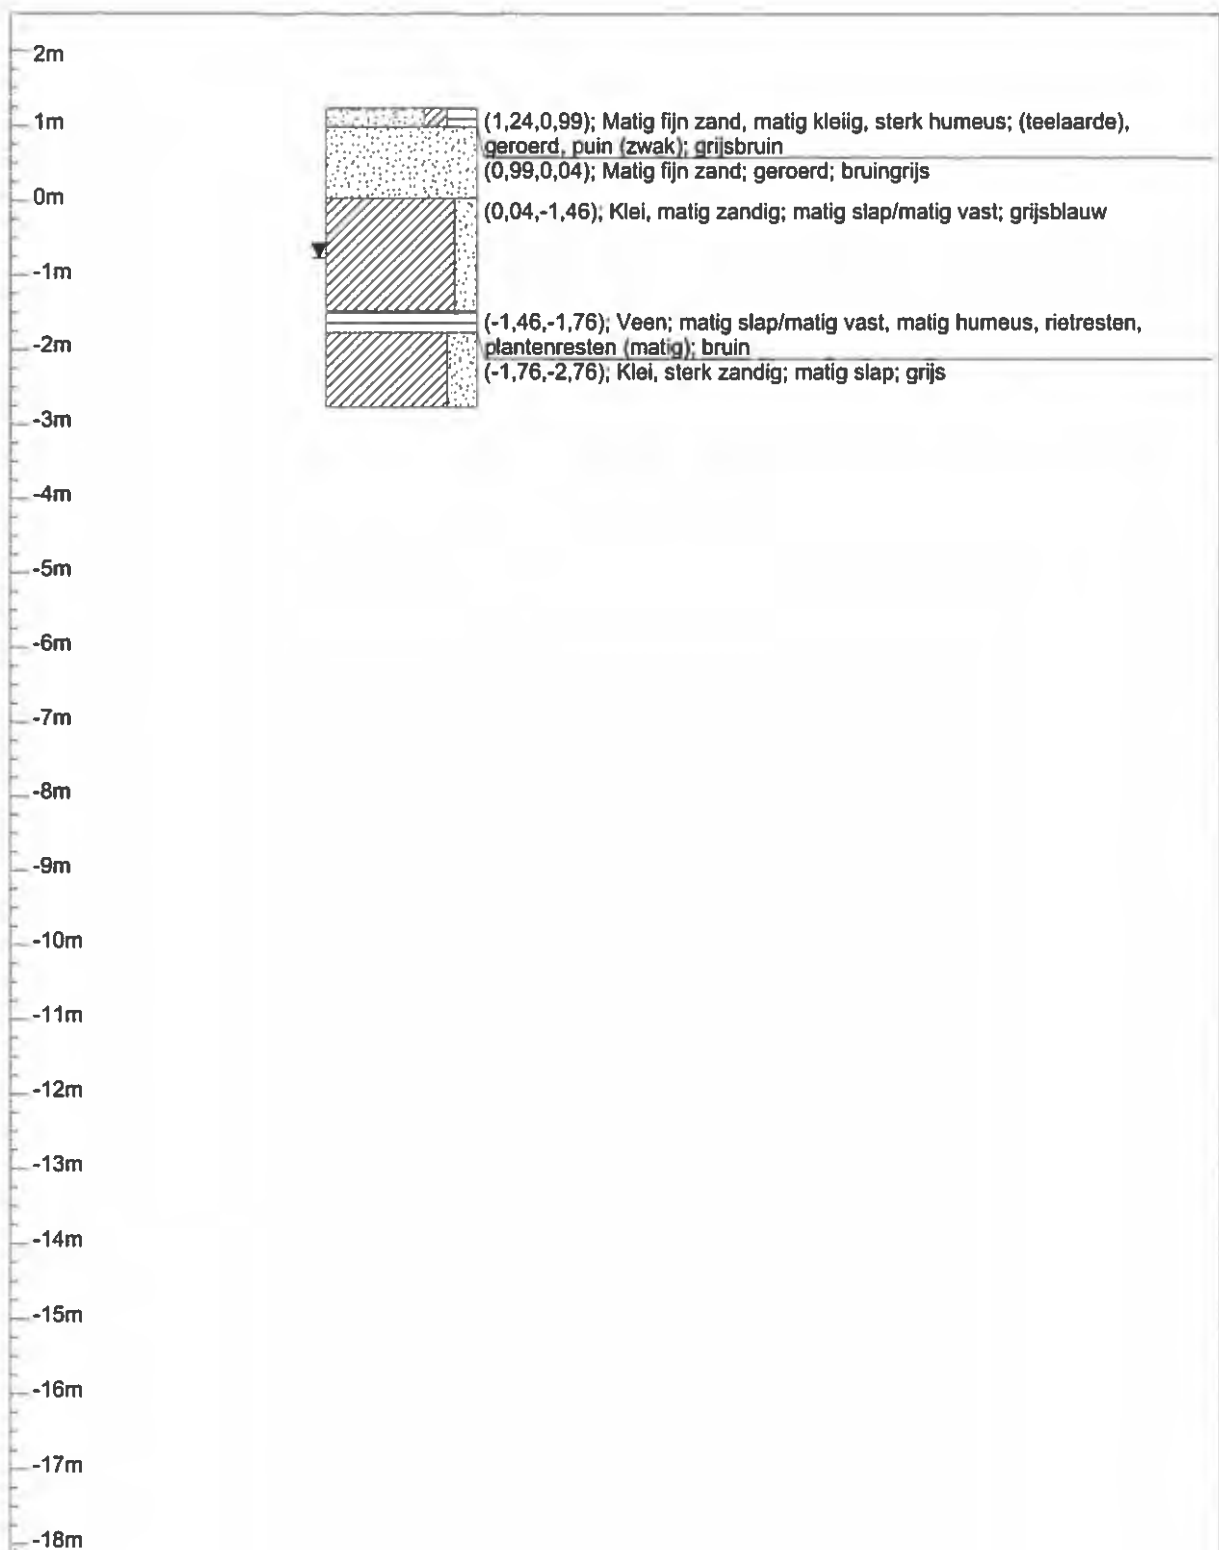 2m
1m
(1,24,0,99); Matig fijn zand, matig kleiig, sterk humeus; (teelaarde),
geroerd, puin (zwak); grijsbruin
(0,99,0,04); Matig fijn zand; geroerd; bruingrijs
0m
(0,04,-1,46); Klei, matig zandig; matig slap/matig vast; grijsblauw
-1m
(-1,46,-1,76); Veen; matig slap/matig vast, matig humeus, rietresten,
plantenresten (matig); bruin
-2m
(-1,76,-2,76); Klei, sterk zandig; matig slap; grijs
-3m
-4m
-5m
-6m
-7m
-8m
-9m
-10m
-11m
-12m
-13m
-14m
-15m
-16m
-17m
-18m